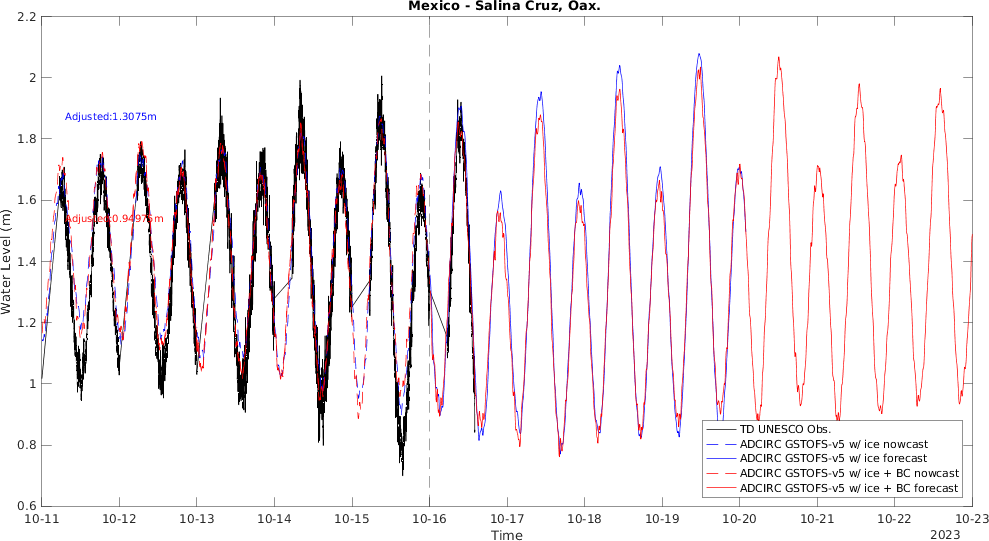 Mexico - Salina Cruz, Oax.
2.2
2
1.8
1.6
1.4
1.2
1
0.8
0.6
Water Level (m)
Adjusted:1.3075m
Adjusted:0.94975m
TD UNESCO Obs.
ADCIRC GSTOFS-v5 w/ ice nowcast
ADCIRC GSTOFS-v5 w/ ice forecast
ADCIRC GSTOFS-v5 w/ ice + BC nowcast
ADCIRC GSTOFS-v5 w/ ice + BC forecast
10-11 10-12 10-13 10-14 10-15 10-16 10-17 10-18 10-19 10-20 10-21 10-22 10-23
Time
2023